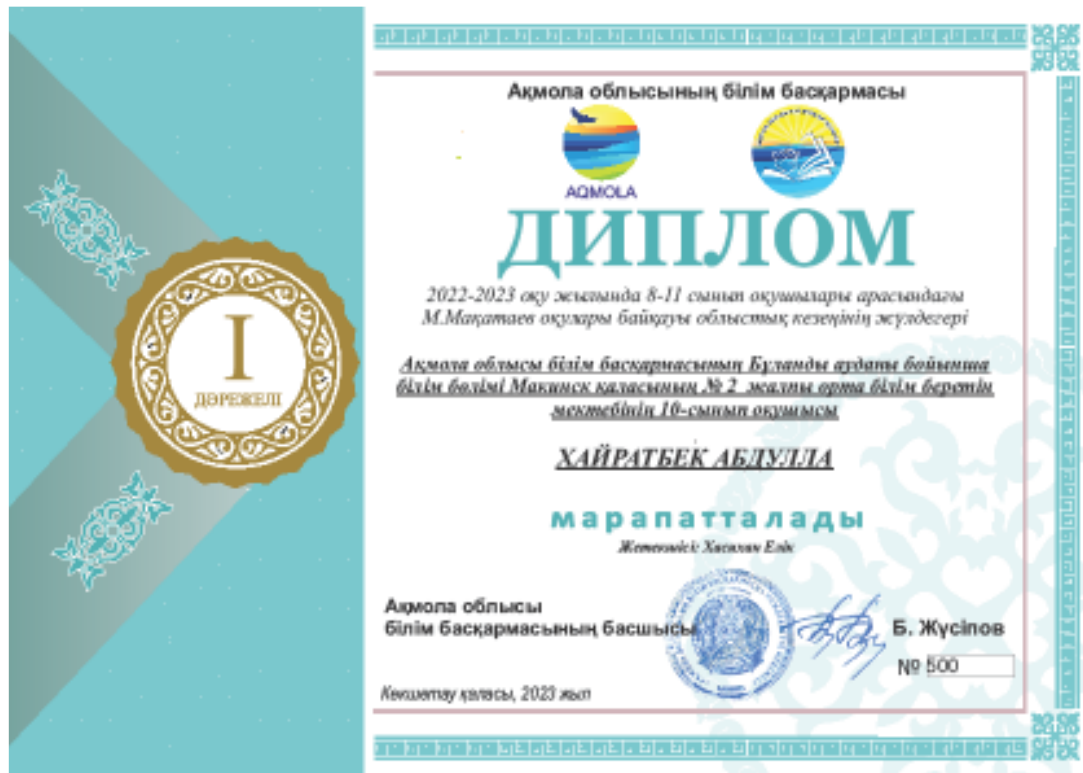 Ақмола облысының білім басқармасы
AQMOLA
ДИПЛОМ
2022-2023 оқу жылында 8-11 сынып оқушылары арасындағы
М.Мақатаев оқулары байқауы облыстық кезеңінің жүлдегері
I
ДӘРЕЖЕЛІ
Ақмола облысы білім басқармасының Бұланды ауданы бойынша
білім бөлімі Макинск қаласының № 2 жалпы орта білім беретін
мектебінің 10-сынып оқушысы
ХАЙРАТБЕК АБДУЛЛА
марапатталады
Жетекшісі: Елік
Ақмола облысы
білім басқармасының басшысы
Б. Жүсіпов
№ 500
Көкшетау қаласы, 2023 жыл